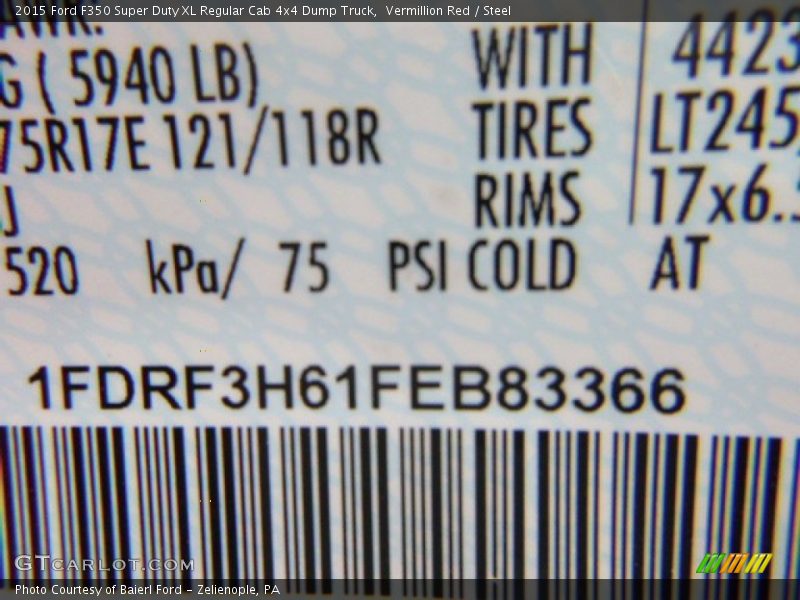 2015 Ford F350 Super Duty XL Regular Cab 4x4 Dump Truck, Vermillion Red / Steel
G ( 5940 LB) WITH 4423
75R17E 121/118R TIRES LT245
J RIMS 17x6.5
520 kPa/ 75 PSI COLD AT
1FDRF3H61FEB83366
GTCARLOT.COM
Photo Courtesy of Baierl Ford – Zelienople, PA